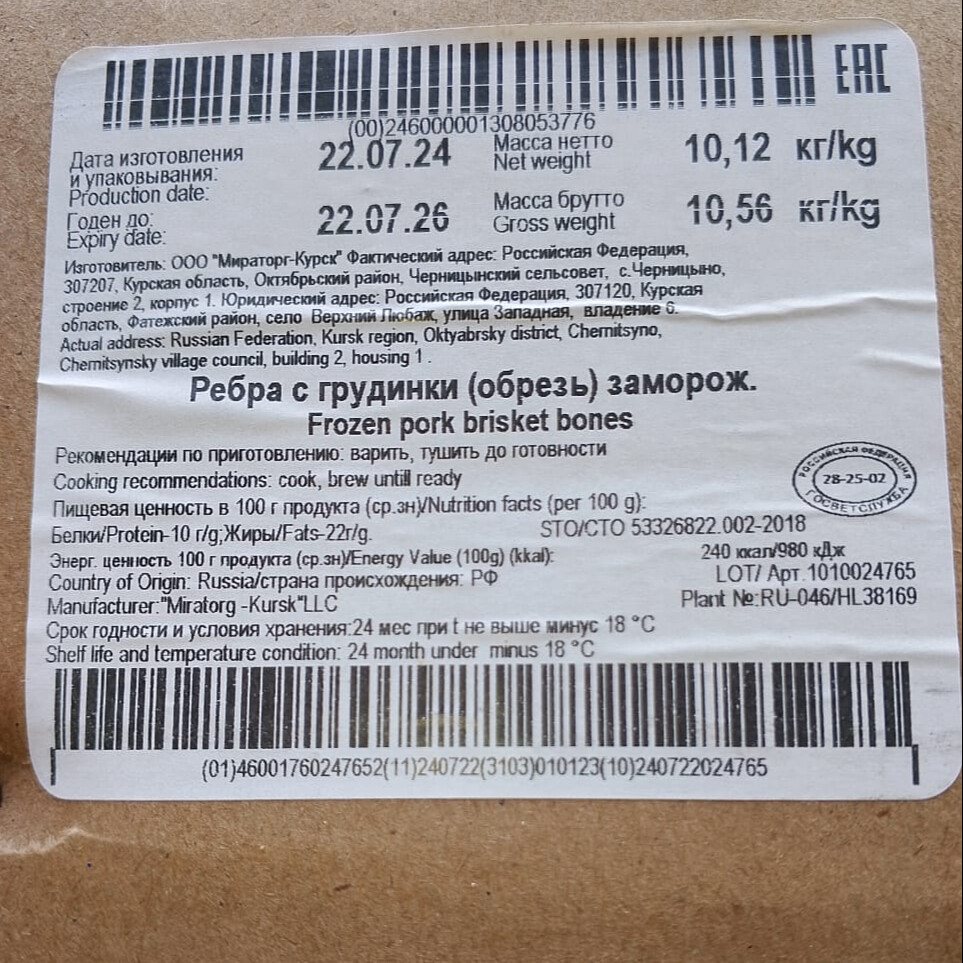 EAC
(00)246000001308053776
Дата изготовления
и упаковывания:
Production date:
22.07.24
Масса нетто
Net weight
10,12 кг/kg
Годен до:
Expiry date:
22.07.26
Масса брутто
Gross weight
10,56 кг/kg
Изготовитель: ООО "Мираторг-Курск" Фактический адрес: Российская Федерация,
307207, Курская область, Октябрьский район, Черницынский сельсовет, с.Черницыно,
строение 2, корпус 1. Юридический адрес: Российская Федерация, 307120, Курская
область, Фатежский район, село Верхний Любаж, улица Западная, владение 6.
Actual address: Russian Federation, Kursk region, Oktyabrsky district, Chernitsyno,
Chernitsynsky village council, building 2, housing 1 .
Ребра с грудинки (обрезь) заморож.
Frozen pork brisket bones
Рекомендации по приготовлению: варить, тушить до готовности
Cooking recommendations: cook, brew untill ready
РОССИЙСКАЯ ФЕДЕРАЦИЯ
28-25-02
ГОСВЕТСЛУЖБА
Пищевая ценность в 100 г продукта (ср.зн)/Nutrition facts (per 100 g):
Белки/Protein-10 г/g;Жиры/Fats-22г/g.
STO/СТО 53326822.002-2018
Энерг. ценность 100 г продукта (ср.зн)/Energy Value (100g) (kkal):
240 ккал/980 кДж
Country of Origin: Russia/страна происхождения: РФ
LOT/ Арт.1010024765
Manufacturer:"Miratorg -Kursk"LLC
Plant №:RU-046/HL38169
Срок годности и условия хранения:24 мес при t не выше минус 18 °C
Shelf life and temperature condition: 24 month under minus 18 °C
(01)46001760247652(11)240722(3103)010123(10)240722024765